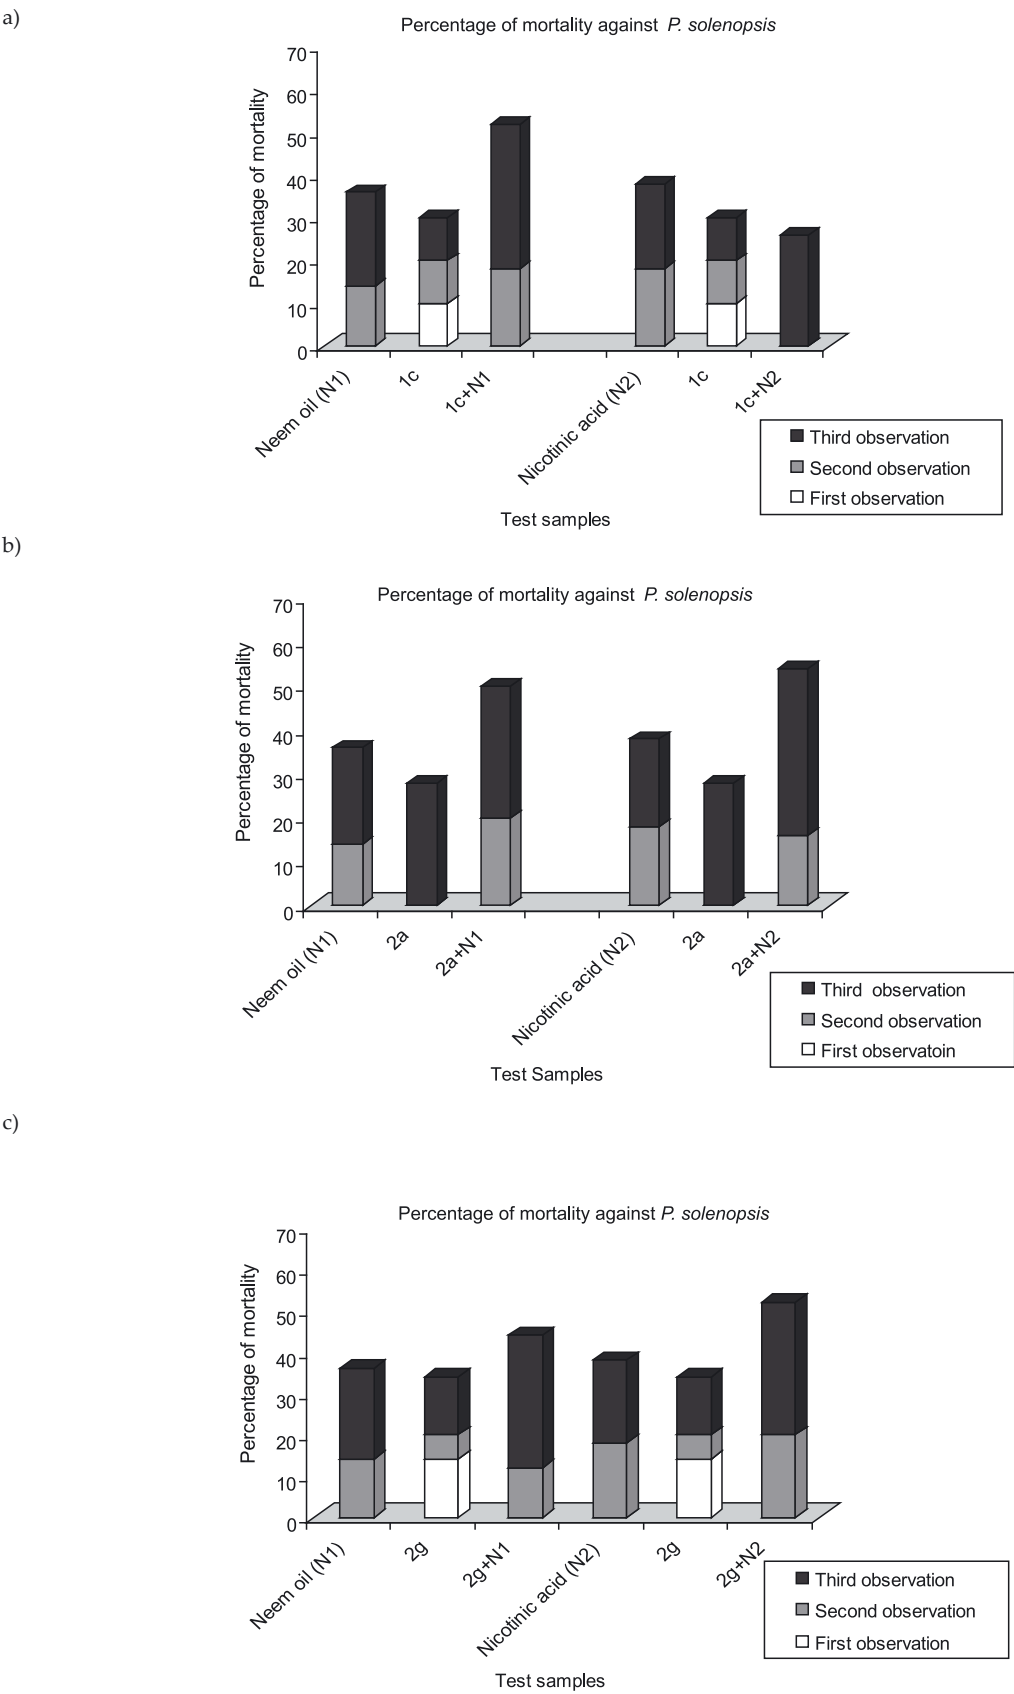 a)
Percentage of mortality against P. solenopsis
Percentage of mortality
70
60
50
40
30
20
10
0
Neem oil (N1)
1c
1c+N1
Nicotinic acid (N2)
1c
1c+N2
Third observation
Second observation
First observation
Test samples
b)
Percentage of mortality against P. solenopsis
Percentage of mortality
70
60
50
40
30
20
10
0
Neem oil (N1)
2a
2a+N1
Nicotinic acid (N2)
2a
2a+N2
Third observation
Second observation
First observatoin
Test Samples
c)
Percentage of mortality against P. solenopsis
Percentage of mortality
70
60
50
40
30
20
10
0
Neem oil (N1)
2g
2g+N1
Nicotinic acid (N2)
2g
2g+N2
Third observation
Second observation
First observation
Test samples